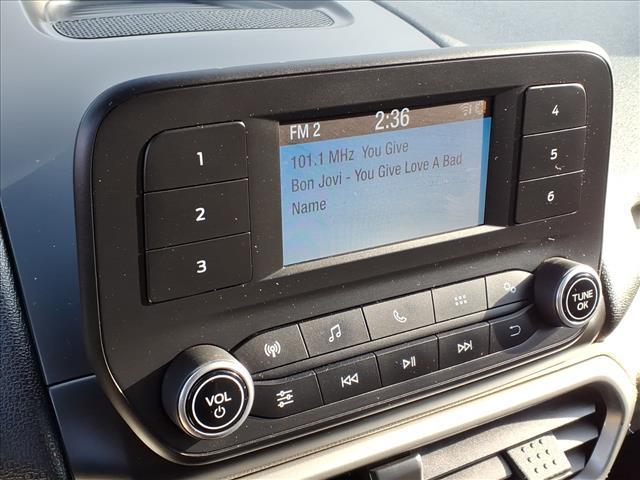 FM 2 2:36
101.1 MHz You Give
Bon Jovi - You Give Love A Bad
Name
1
2
3
4
5
6
VOL
TUNE
OK